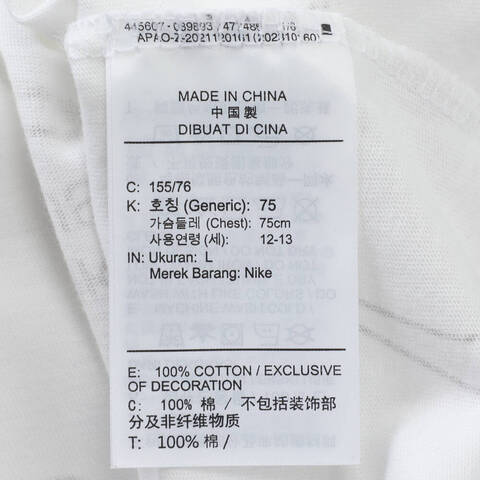 MADE IN CHINA
中国製
DIBUAT DI CINA
C: 155/76
K: 호칭 (Generic): 75
가슴둘레 (Chest): 75cm
사용연령 (세): 12-13
IN: Ukuran: L
Merek Barang: Nike
E: 100% COTTON / EXCLUSIVE
OF DECORATION
C: 100% 棉 / 不包括装饰部
分及非纤维物质
T: 100% 棉 /